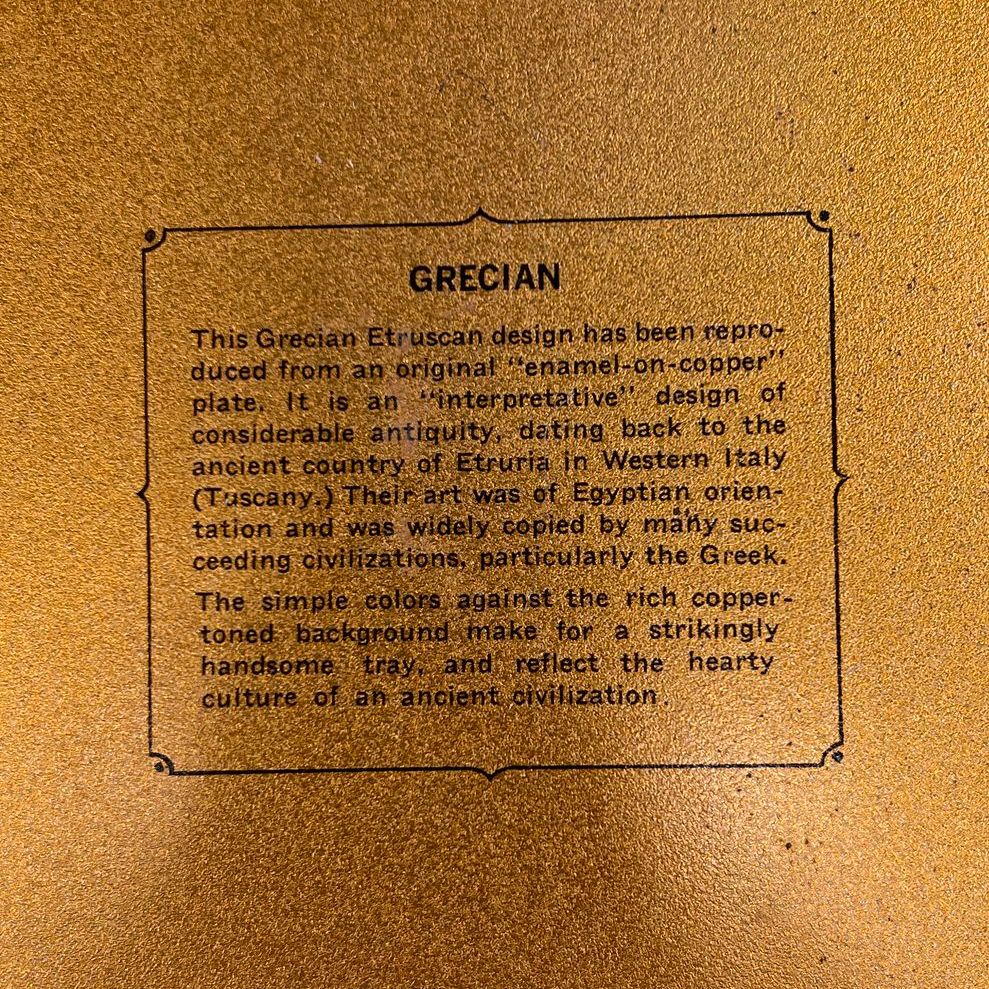 GRECIAN
This Grecian Etruscan design has been repro-
duced from an original "enamel-on-copper"
plate. It is an "interpretative" design of
considerable antiquity, dating back to the
ancient country of Etruria in Western Italy
(Tuscany.) Their art was of Egyptian orien-
tation and was widely copied by many suc-
ceeding civilizations, particularly the Greek.
The simple colors against the rich copper-
toned background make for a strikingly
handsome tray, and reflect the hearty
culture of an ancient civilization.